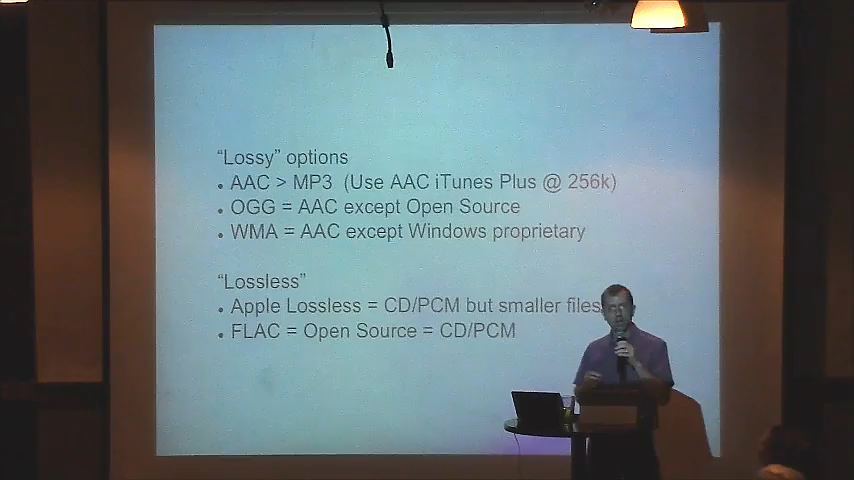 “Lossy” options
• AAC > MP3 (Use AAC iTunes Plus @ 256k)
• OGG = AAC except Open Source
• WMA = AAC except Windows proprietary
“Lossless”
• Apple Lossless = CD/PCM but smaller files
• FLAC = Open Source = CD/PCM